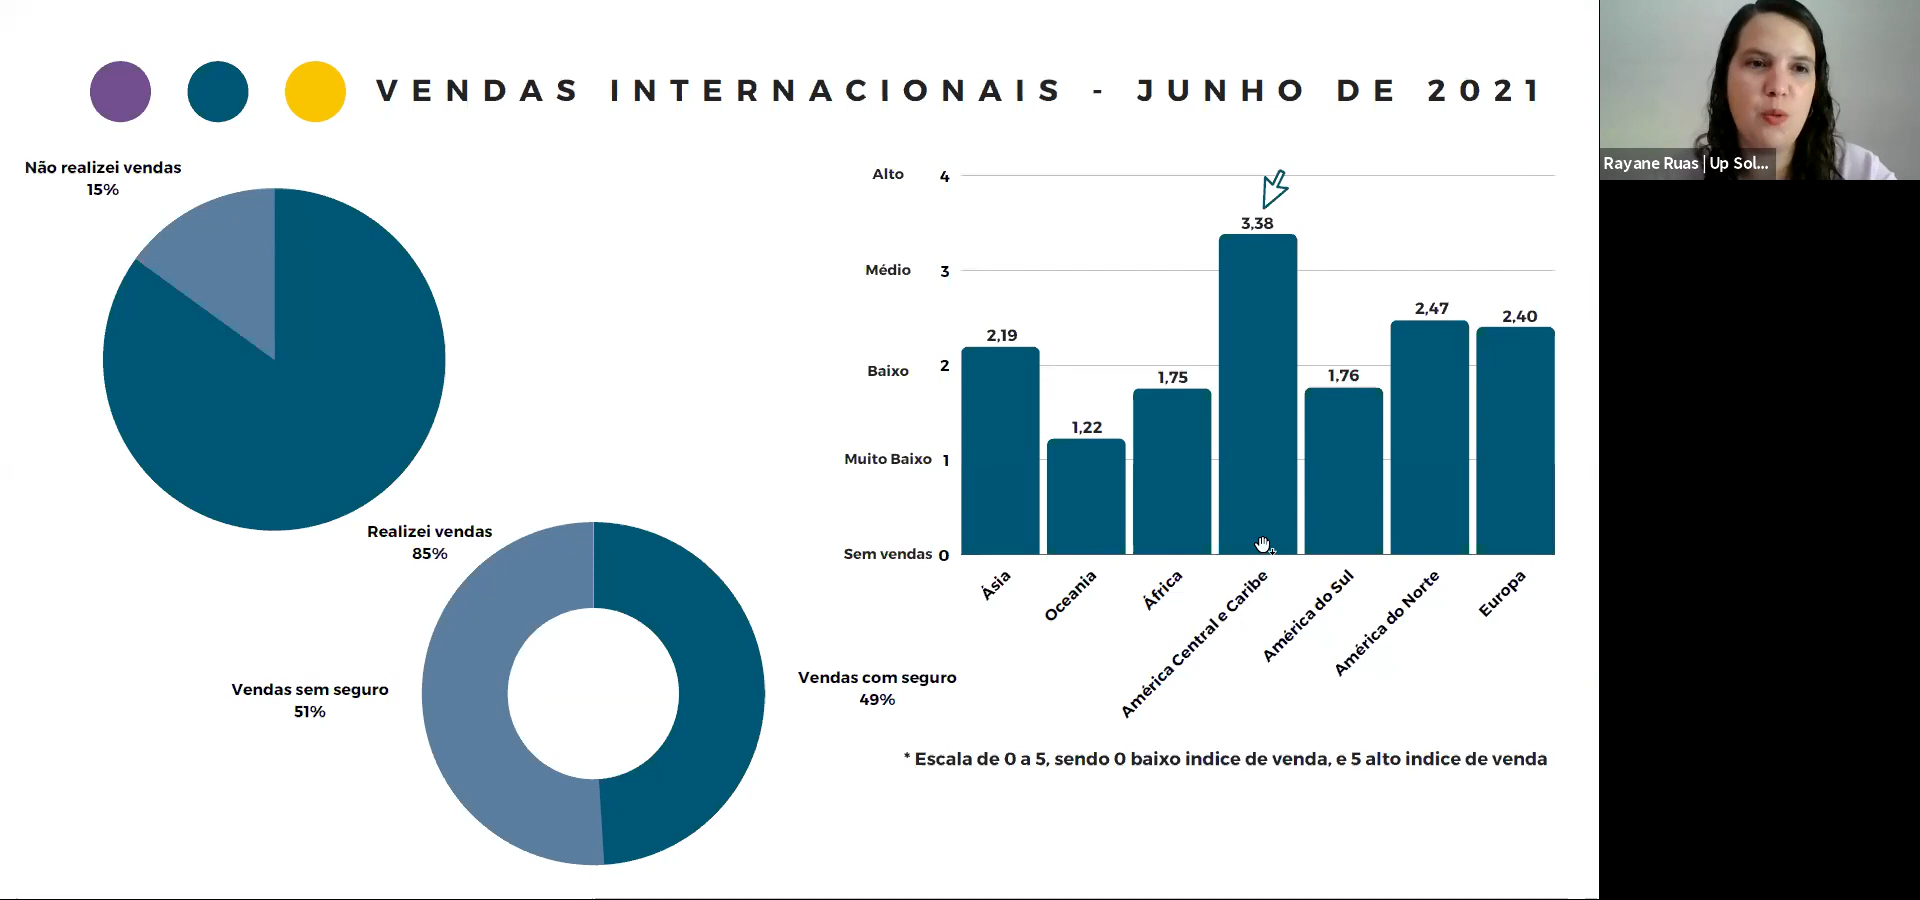 VENDAS INTERNACIONAIS - JUNHO DE 2021
Rayane Ruas | Up Sol...
Não realizei vendas
15%
Realizei vendas
85%
Vendas sem seguro
51%
Vendas com seguro
49%
Alto 4
Médio 3
Baixo 2
Muito Baixo 1
Sem vendas 0
2,19
1,22
1,75
3,38
1,76
2,47
2,40
Ásia
Oceania
África
América Central e Caribe
América do Sul
América do Norte
Europa
* Escala de 0 a 5, sendo 0 baixo indice de venda, e 5 alto indice de venda